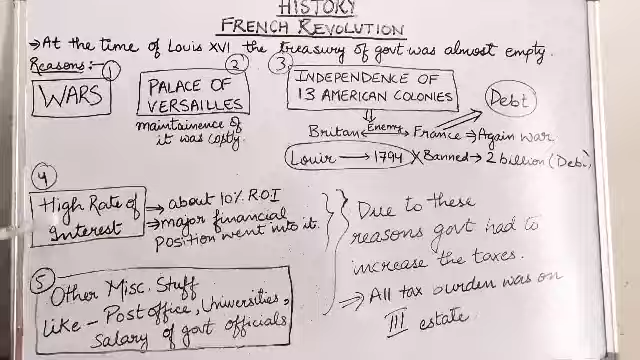 HISTORY
FRENCH REVOLUTION
→ At the time of Louis XVI the treasury of govt was almost empty.
Reasons:→
1
WARS
2
PALACE OF
VERSAILLES
maintainence of
it was costly
3
INDEPENDENCE OF
13 AMERICAN COLONIES
⇓
Britan ←Enemy→ France ⇒ Again War
Debt
Louir → 1794 X Banned → 2 billion (Debt)
4
High Rate of
Interest
→ about 10% ROI
→ major financial
position went into it.
Due to these
reasons govt had to
increase the taxes.
⇒ All tax burden was on
III estate
5
Other Misc. Stuff
like – Post office, Universities,
Salary of govt officials